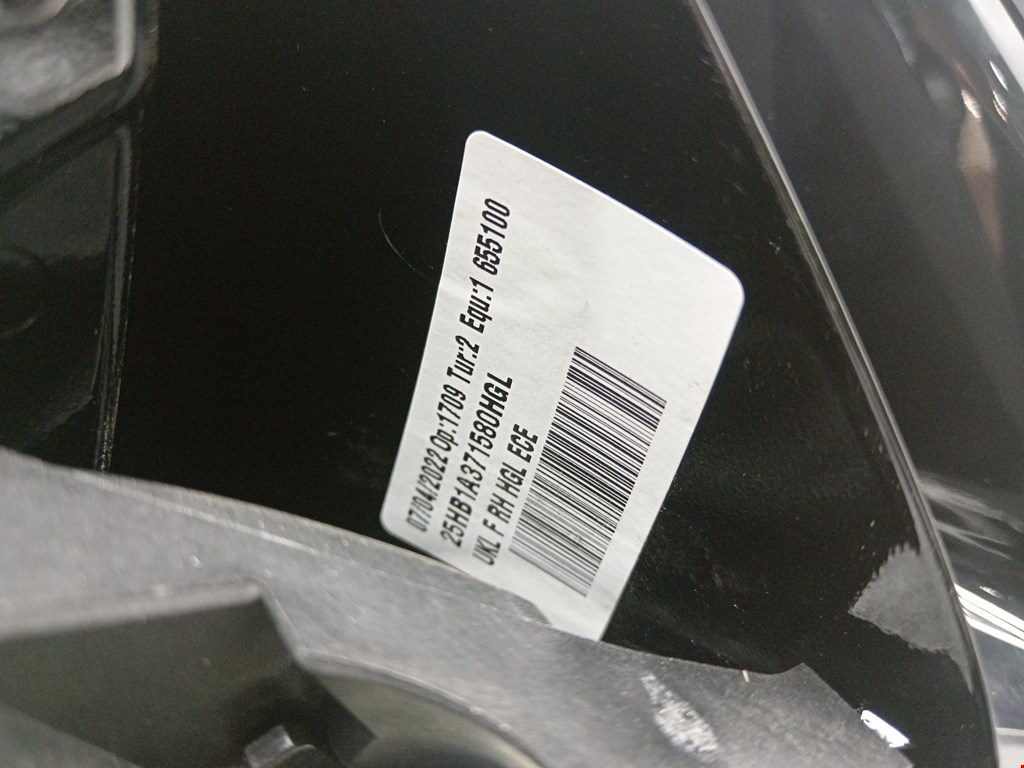 07/04/2022 Op:1709 Tur:2 Equ:1 655100
25HB1A371580HGL
UKL F RH HGL ECE